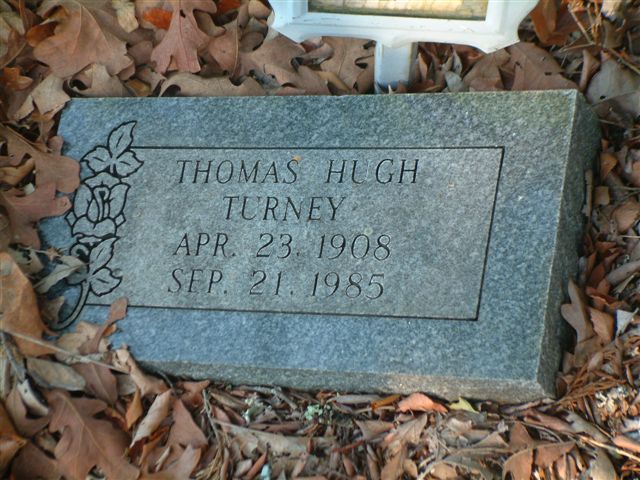 THOMAS HUGH
TURNEY
APR. 23. 1908
SEP. 21. 1985